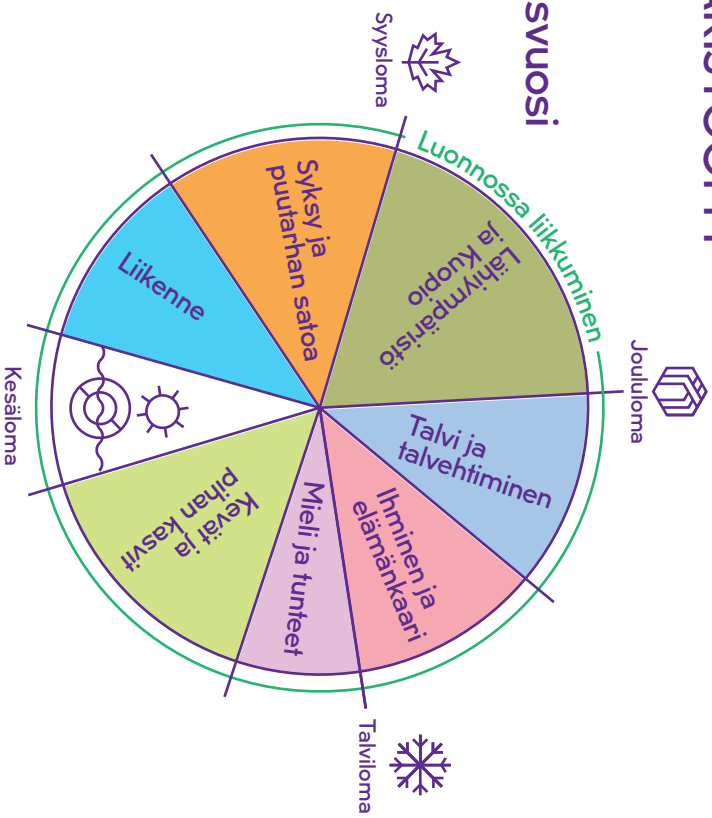 svuosi
Joululoma
Luonnossa liikkuminen
Lähiympäristö
ja Kuopio
Talvi ja
talvehtiminen
Syysloma
Ihminen ja
elämänkaari
Talviloma
Syksy ja
puutarhan satoa
Mieli ja tunteet
Liikenne
Kevät ja
pihan kasvit
Kesäloma